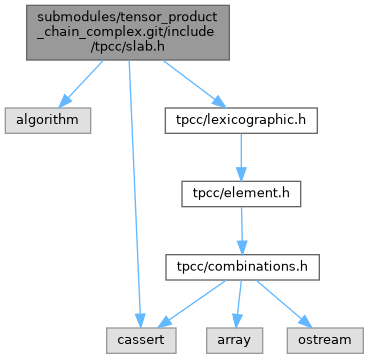 submodules/tensor_product
_chain_complex.git/include
/tpcc/slab.h
algorithm
tpcc/lexicographic.h
tpcc/element.h
tpcc/combinations.h
cassert
array
ostream